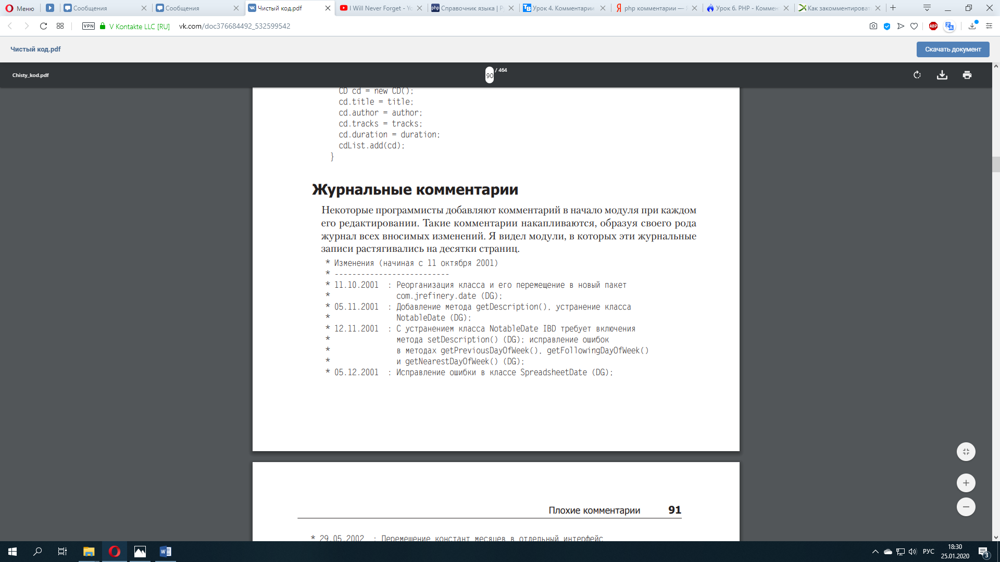 Меню
Сообщения
Сообщения
Чистый код.pdf
I Will Never Forget - Yo
php Справочник языка | P
ТВ Урок 4. Комментарии
Я php комментарии —
Урок 6. PHP - Коммен
Как закомментироват
VPN
V Kontakte LLC [RU]
vk.com/doc376684492_532599542
ABP
Чистый код.pdf
Скачать документ
Chisty_kod.pdf
90 / 464
CD cd = new CD();
cd.title = title;
cd.author = author;
cd.tracks = tracks;
cd.duration = duration;
cdList.add(cd);
}
Журнальные комментарии
Некоторые программисты добавляют комментарий в начало модуля при каждом
его редактировании. Такие комментарии накапливаются, образуя своего рода
журнал всех вносимых изменений. Я видел модули, в которых эти журнальные
записи растягивались на десятки страниц.
* Изменения (начиная с 11 октября 2001)
* --------------------------
* 11.10.2001 : Реорганизация класса и его перемещение в новый пакет
* com.jrefinery.date (DG);
* 05.11.2001 : Добавление метода getDescription(), устранение класса
* NotableDate (DG);
* 12.11.2001 : С устранением класса NotableDate IBD требует включения
* метода setDescription() (DG); исправление ошибок
* в методах getPreviousDayOfWeek(), getFollowingDayOfWeek()
* и getNearestDayOfWeek() (DG);
* 05.12.2001 : Исправление ошибки в классе SpreadsheetDate (DG);
Плохие комментарии 91
* 29.05.2002 : Перемещение констант месяцев в отдельный интерфейс
РУС
18:30
25.01.2020
3